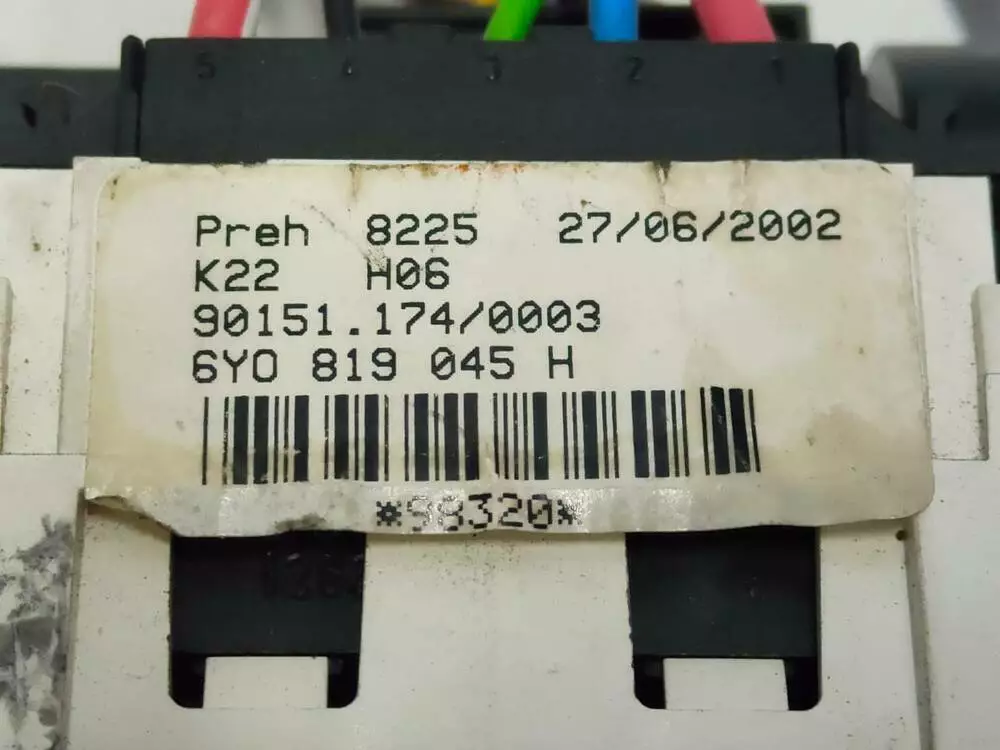 5 4 3 2 1
Preh 8225 27/06/2002
K22 H06
90151.174/0003
6Y0 819 045 H
*98320*